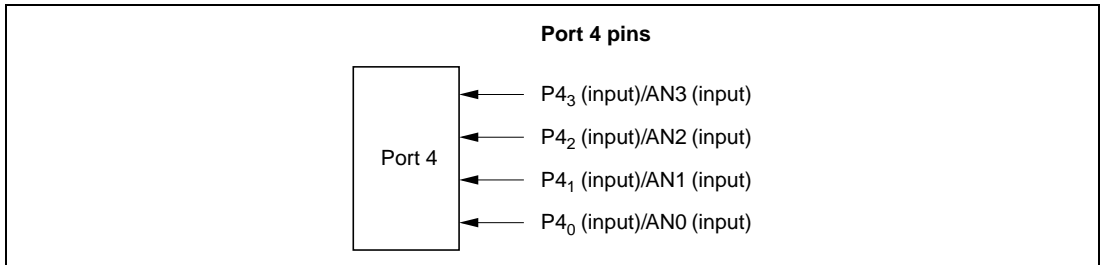 Port 4 pins
P4₃ (input)/AN3 (input)
P4₂ (input)/AN2 (input)
Port 4
P4₁ (input)/AN1 (input)
P4₀ (input)/AN0 (input)